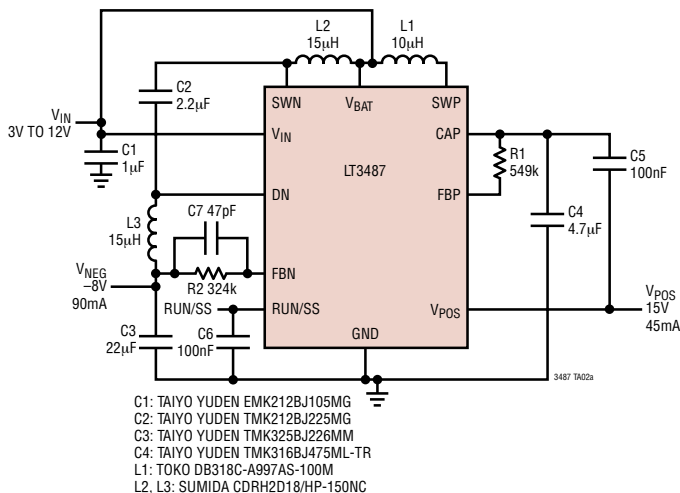 L2
15µH
L1
10µH
C2
2.2µF
SWN
VBAT
SWP
VIN
3V TO 12V
VIN
CAP
C1
1µF
LT3487
R1
549k
C5
100nF
DN
FBP
C7 47pF
C4
4.7µF
L3
15µH
VNEG
–8V
90mA
R2 324k
FBN
RUN/SS
RUN/SS
VPOS
VPOS
15V
45mA
C3
22µF
C6
100nF
GND
3487 TA02a
C1: TAIYO YUDEN EMK212BJ105MG
C2: TAIYO YUDEN TMK212BJ225MG
C3: TAIYO YUDEN TMK325BJ226MM
C4: TAIYO YUDEN TMK316BJ475ML-TR
L1: TOKO DB318C-A997AS-100M
L2, L3: SUMIDA CDRH2D18/HP-150NC